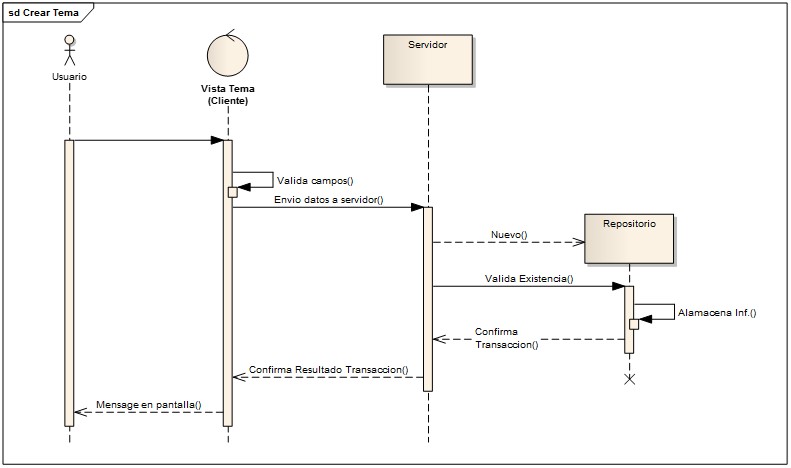 sd Crear Tema
Usuario
Vista Tema
(Cliente)
Servidor
Valida campos()
Envio datos a servidor()
Nuevo()
Repositorio
Valida Existencia()
Alamacena Inf.()
Confirma
Transaccion()
Confirma Resultado Transaccion()
Mensage en pantalla()